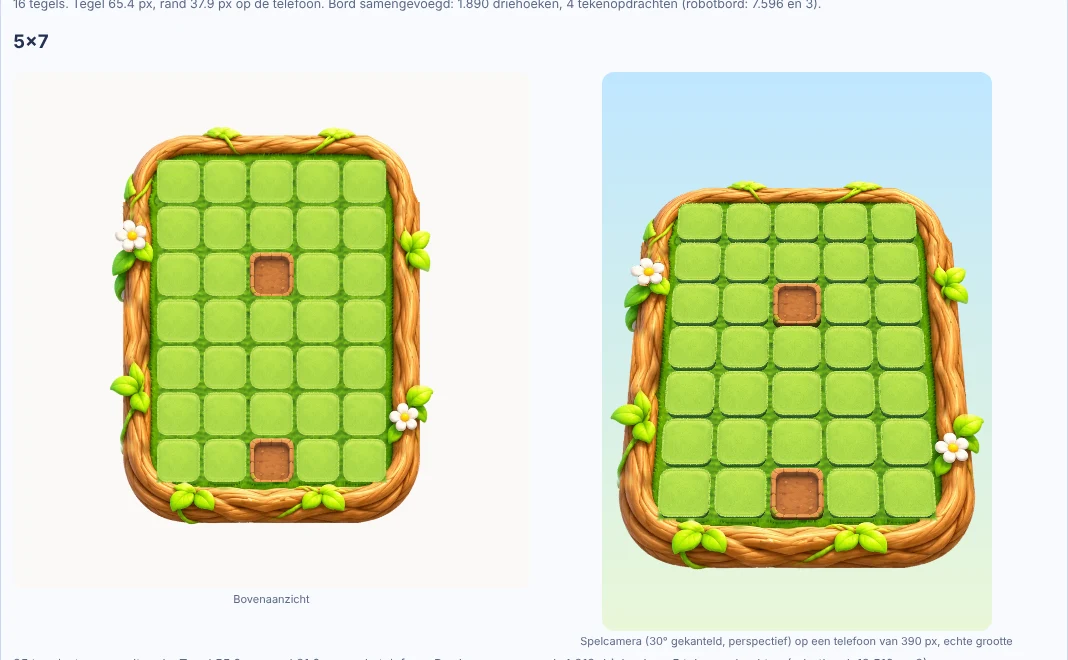 16 tegels. Tegel 65.4 px, rand 37.9 px op de telefoon. Bord samengevoegd: 1.890 driehoeken, 4 tekenopdrachten (robotbord: 7.596 en 3).
5×7
Bovenaanzicht
Spelcamera (30° gekanteld, perspectief) op een telefoon van 390 px, echte grootte